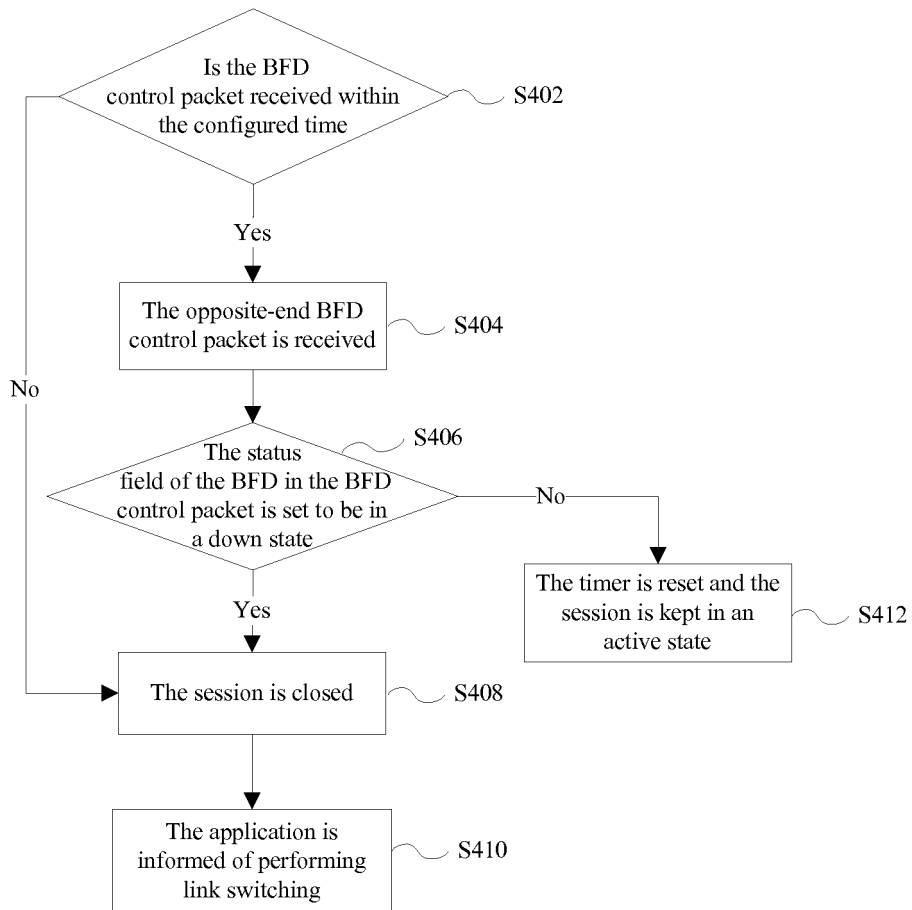 Is the BFD
control packet received within
the configured time
S402
Yes
The opposite-end BFD
control packet is received
S404
No
S406
The status
field of the BFD in the BFD
control packet is set to be in
a down state
No
Yes
The timer is reset and the
session is kept in an
active state
S412
The session is closed
S408
The application is
informed of performing
link switching
S410